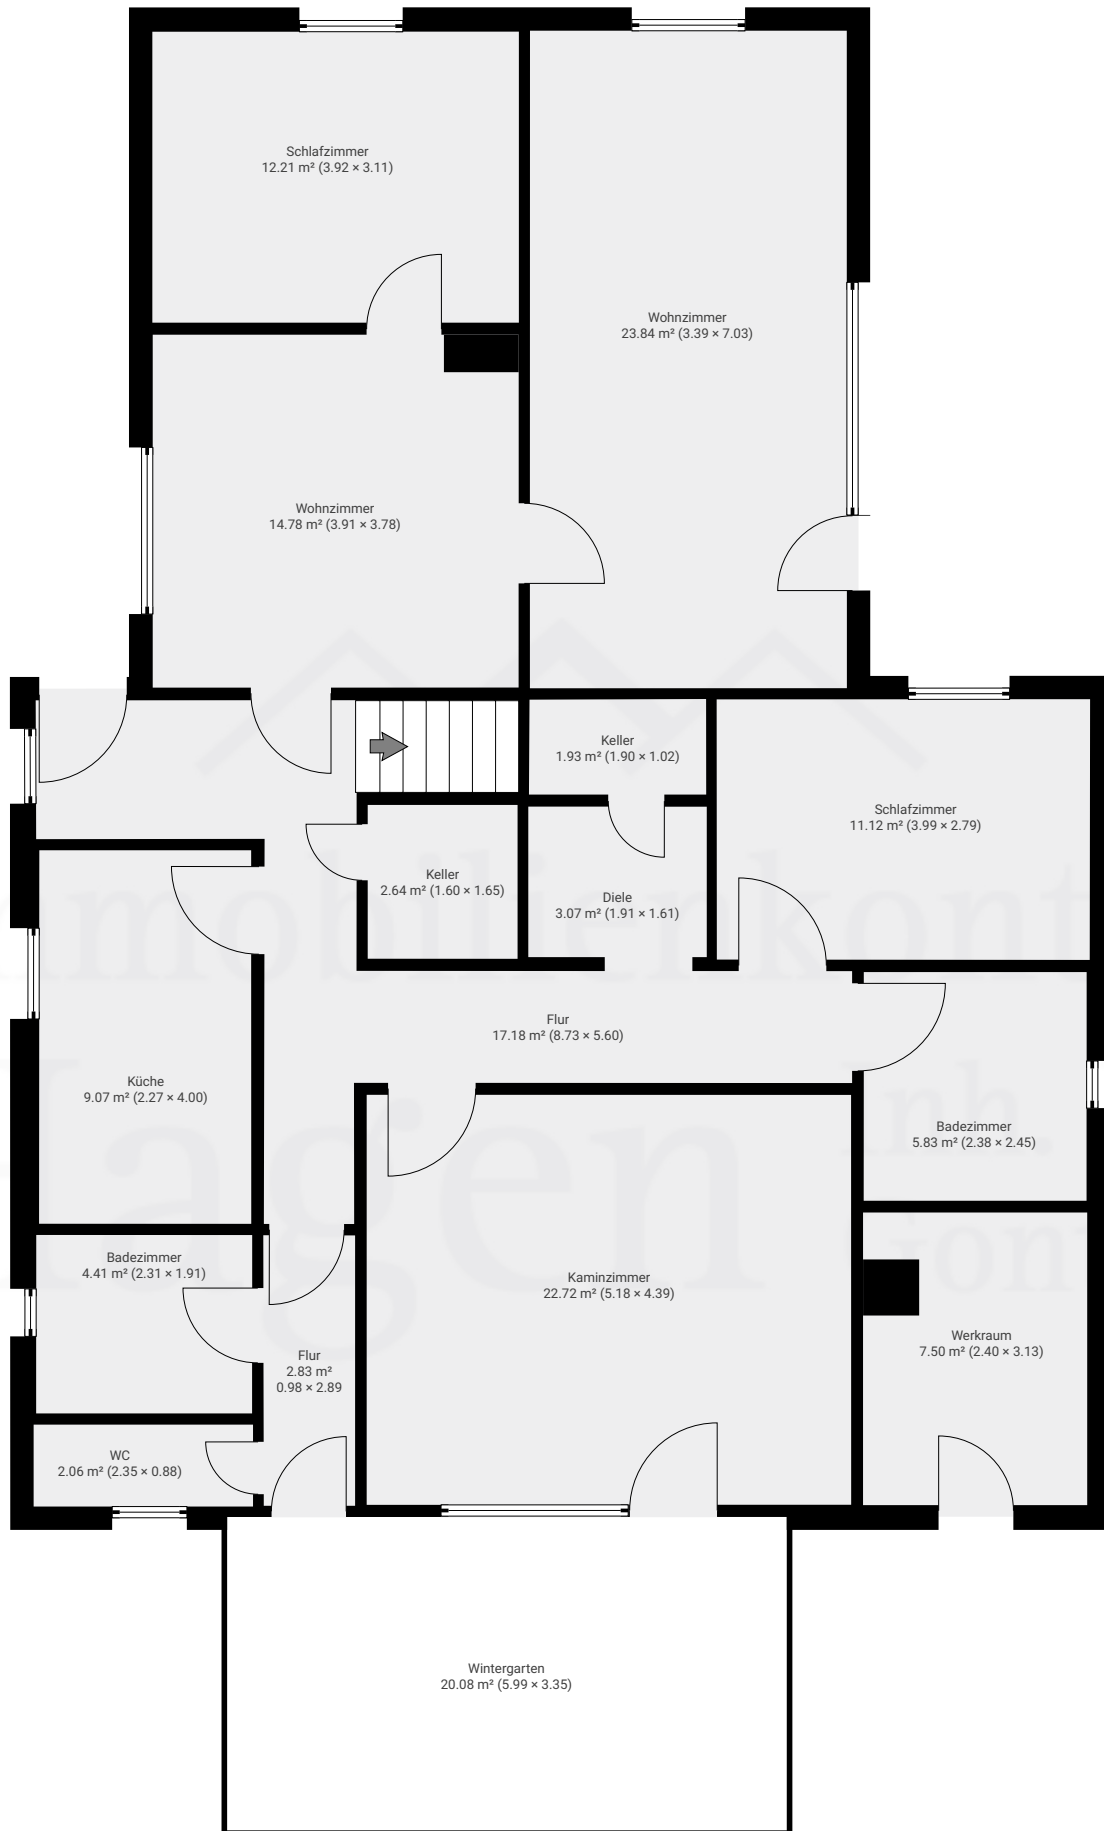 Schlafzimmer
12.21 m² (3.92 × 3.11)
Wohnzimmer
23.84 m² (3.39 × 7.03)
Wohnzimmer
14.78 m² (3.91 × 3.78)
Keller
1.93 m² (1.90 × 1.02)
Schlafzimmer
11.12 m² (3.99 × 2.79)
Keller
2.64 m² (1.60 × 1.65)
Diele
3.07 m² (1.91 × 1.61)
Flur
17.18 m² (8.73 × 5.60)
Küche
9.07 m² (2.27 × 4.00)
Badezimmer
5.83 m² (2.38 × 2.45)
Badezimmer
4.41 m² (2.31 × 1.91)
Kaminzimmer
22.72 m² (5.18 × 4.39)
Flur
2.83 m²
0.98 × 2.89
Werkraum
7.50 m² (2.40 × 3.13)
WC
2.06 m² (2.35 × 0.88)
Wintergarten
20.08 m² (5.99 × 3.35)
mmobilienkont
Hagen
Inh